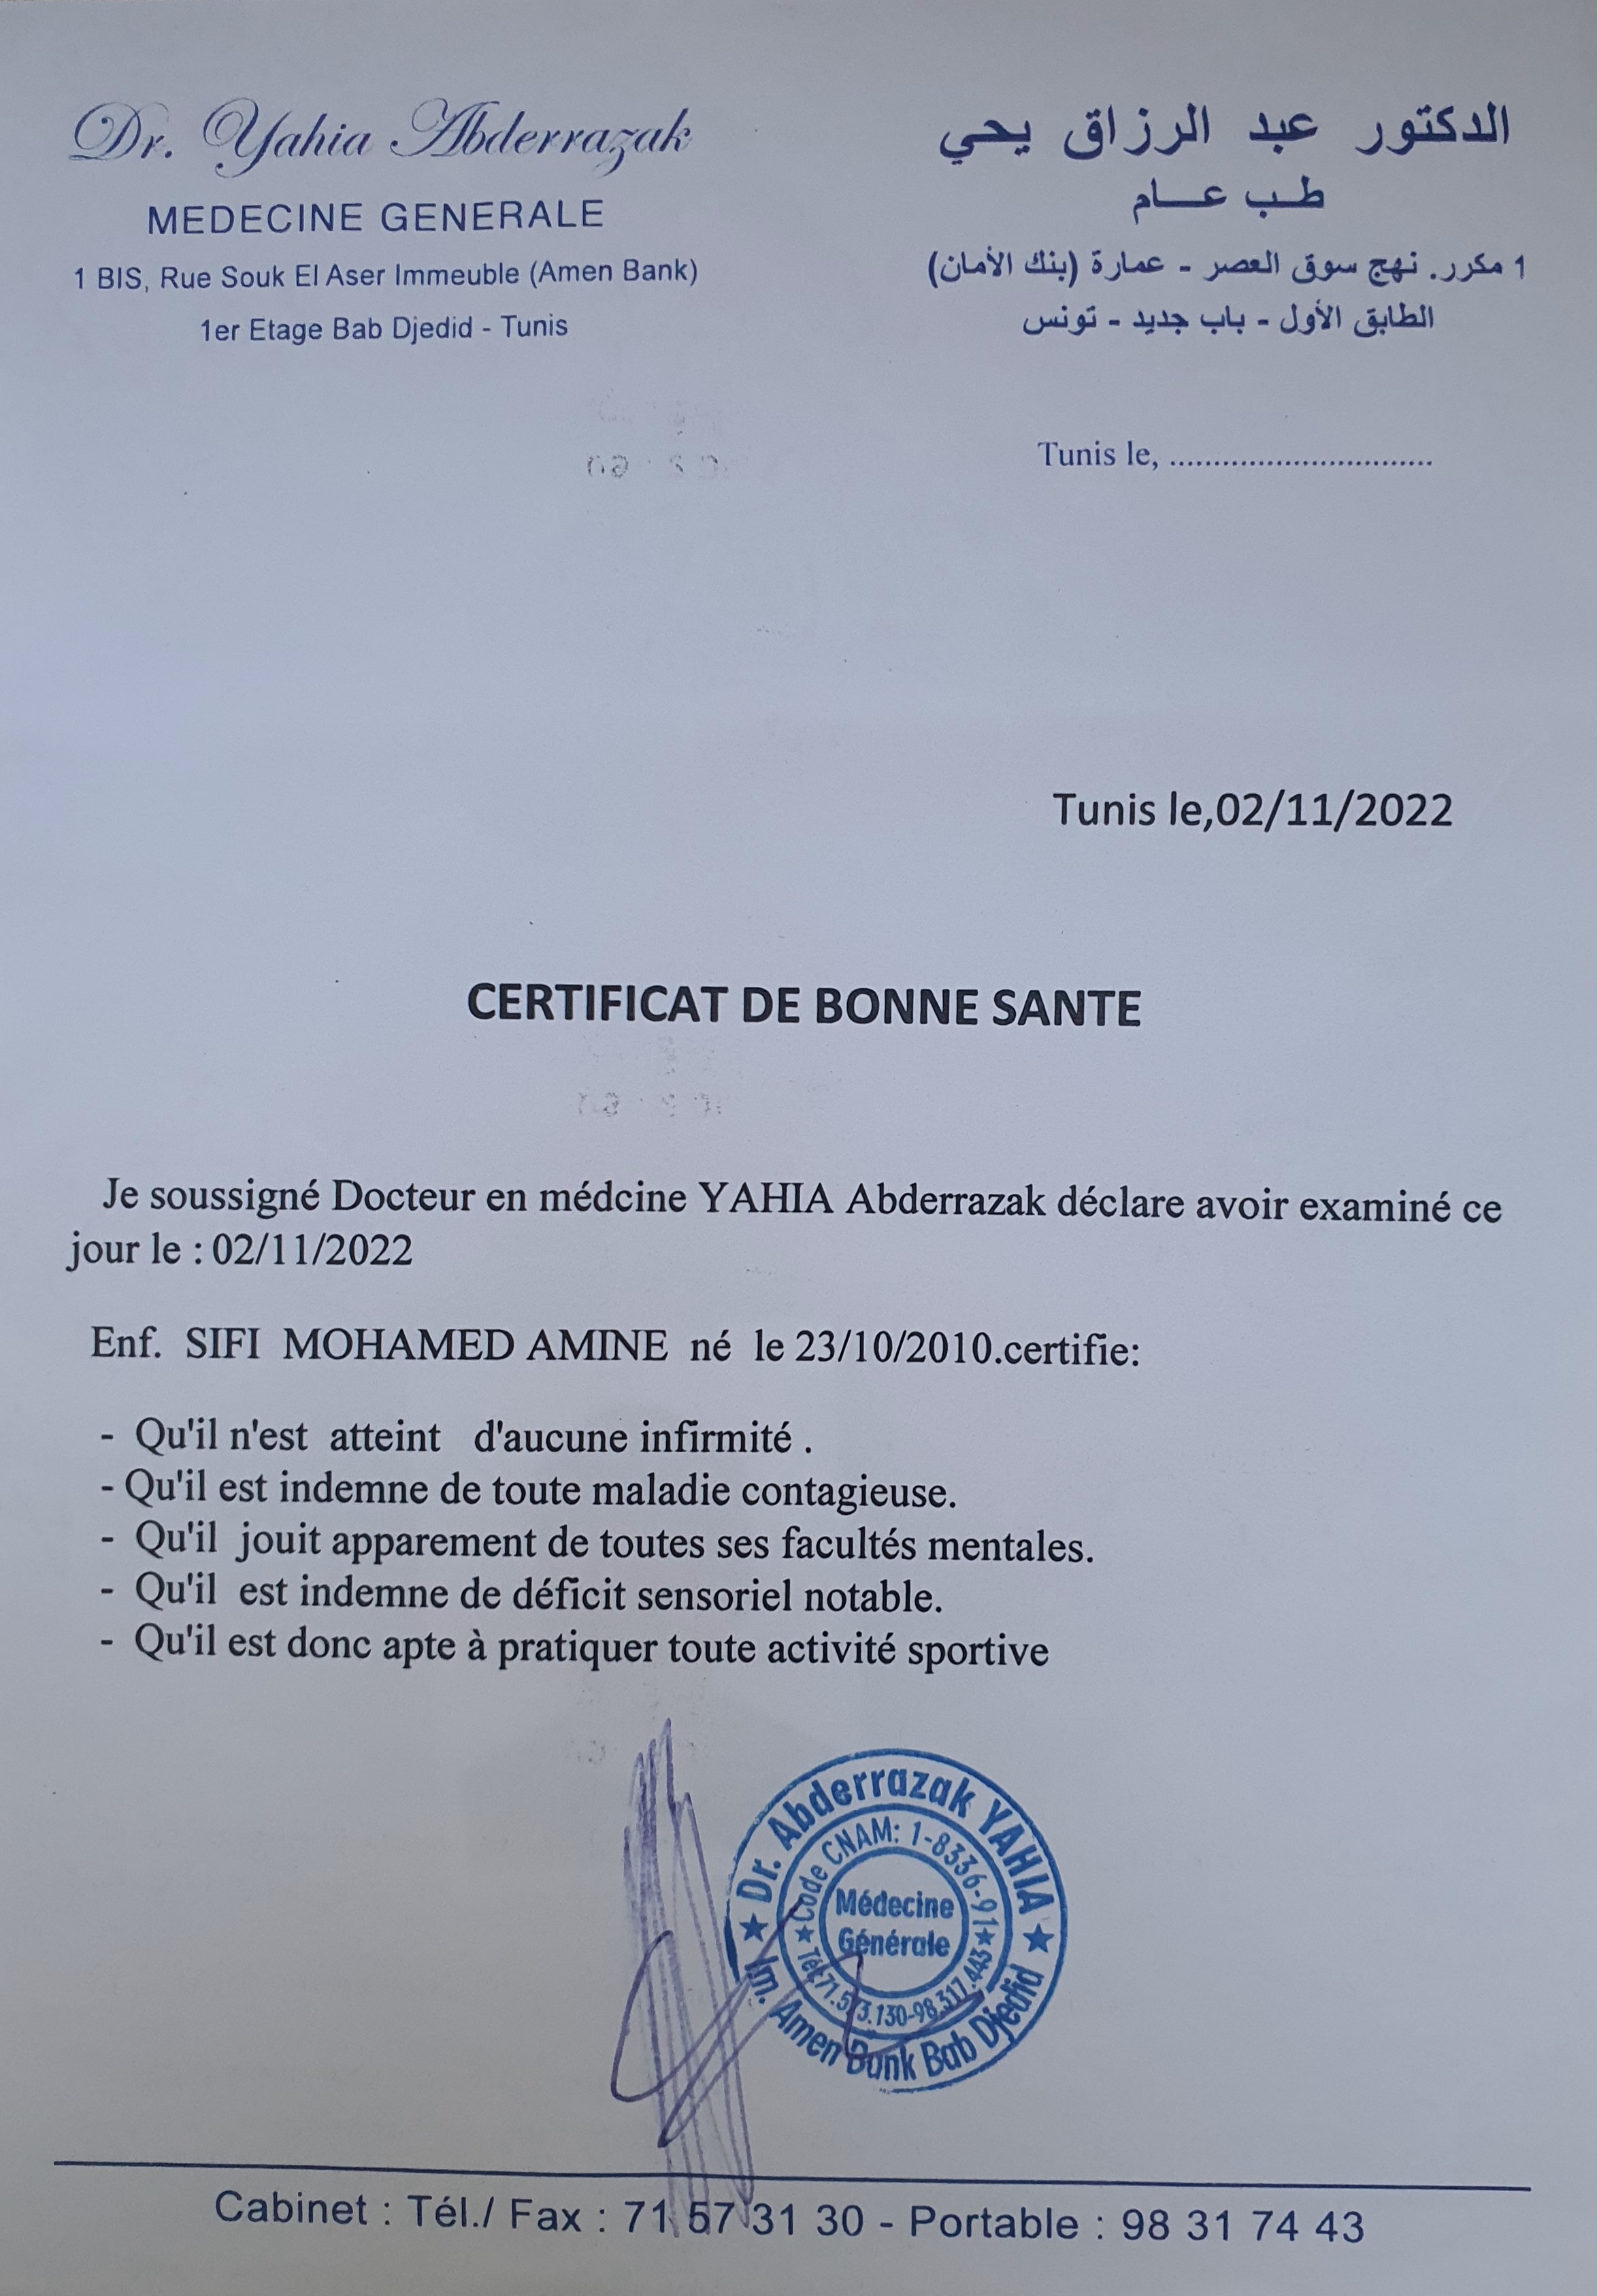 Dr. Yahia Abderrazak
MEDECINE GENERALE
1 BIS, Rue Souk El Aser Immeuble (Amen Bank)
1er Etage Bab Djedid - Tunis
الدكتور عبد الرزاق يحي
طب عام
1 مكرر. نهج سوق العصر - عمارة (بنك الأمان)
الطابق الأول - باب جديد - تونس
Tunis le, ....................................
Tunis le,02/11/2022
CERTIFICAT DE BONNE SANTE
Je soussigné Docteur en médcine YAHIA Abderrazak déclare avoir examiné ce
jour le : 02/11/2022
Enf. SIFI MOHAMED AMINE né le 23/10/2010.certifie:
- Qu'il n'est atteint d'aucune infirmité .
- Qu'il est indemne de toute maladie contagieuse.
- Qu'il jouit apparement de toutes ses facultés mentales.
- Qu'il est indemne de déficit sensoriel notable.
- Qu'il est donc apte à pratiquer toute activité sportive
★ Dr. Abderrazak YAHIA ★
Im. Amen Bank Bab Djedid
★ Code CNAM: 1-8336-91 ★
Tél:71.573.130-98.317.443
Médecine
Générale
Cabinet : Tél./ Fax : 71 57 31 30 - Portable : 98 31 74 43